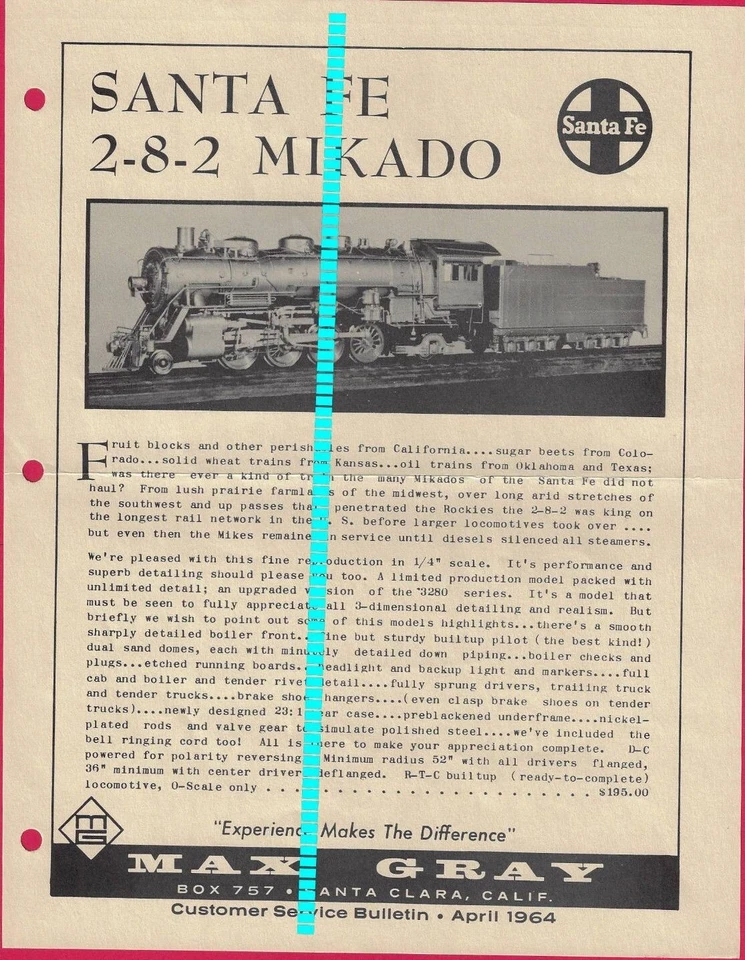 SANTA FE
2-8-2 MIKADO
Santa Fe
Fruit blocks and other perishables from California....sugar beets from Colo-
rado...solid wheat trains from Kansas...oil trains from Oklahoma and Texas;
was there ever a kind of train the many Mikados of the Santa Fe did not
haul? From lush prairie farmlands of the midwest, over long arid stretches of
the southwest and up passes that penetrated the Rockies the 2-8-2 was king on
the longest rail network in the U. S. before larger locomotives took over ....
but even then the Mikes remained in service until diesels silenced all steamers.
We're pleased with this fine reproduction in 1/4" scale. It's performance and
superb detailing should please you too. A limited production model packed with
unlimited detail; an upgraded version of the "3280 series. It's a model that
must be seen to fully appreciate all 3-dimensional detailing and realism. But
briefly we wish to point out some of this models highlights...there's a smooth
sharply detailed boiler front...fine but sturdy builtup pilot (the best kind!)
dual sand domes, each with minutely detailed down piping...boiler checks and
plugs...etched running boards...headlight and backup light and markers....full
cab and boiler and tender rivet detail....fully sprung drivers, trailing truck
and tender trucks....brake shoe hangers....(even clasp brake shoes on tender
trucks)....newly designed 23:1 gear case....preblackened underframe....nickel-
plated rods and valve gear to simulate polished steel....we've included the
bell ringing cord too! All is there to make your appreciation complete. D-C
powered for polarity reversing. Minimum radius 52" with all drivers flanged,
36" minimum with center driver deflanged. R-T-C builtup (ready-to-complete)
locomotive, O-Scale only . . . . . . . . . . . . . . . . . . . . . . . . . . . $195.00
MG
"Experience Makes The Difference"
MAX GRAY
BOX 757 • SANTA CLARA, CALIF.
Customer Service Bulletin • April 1964